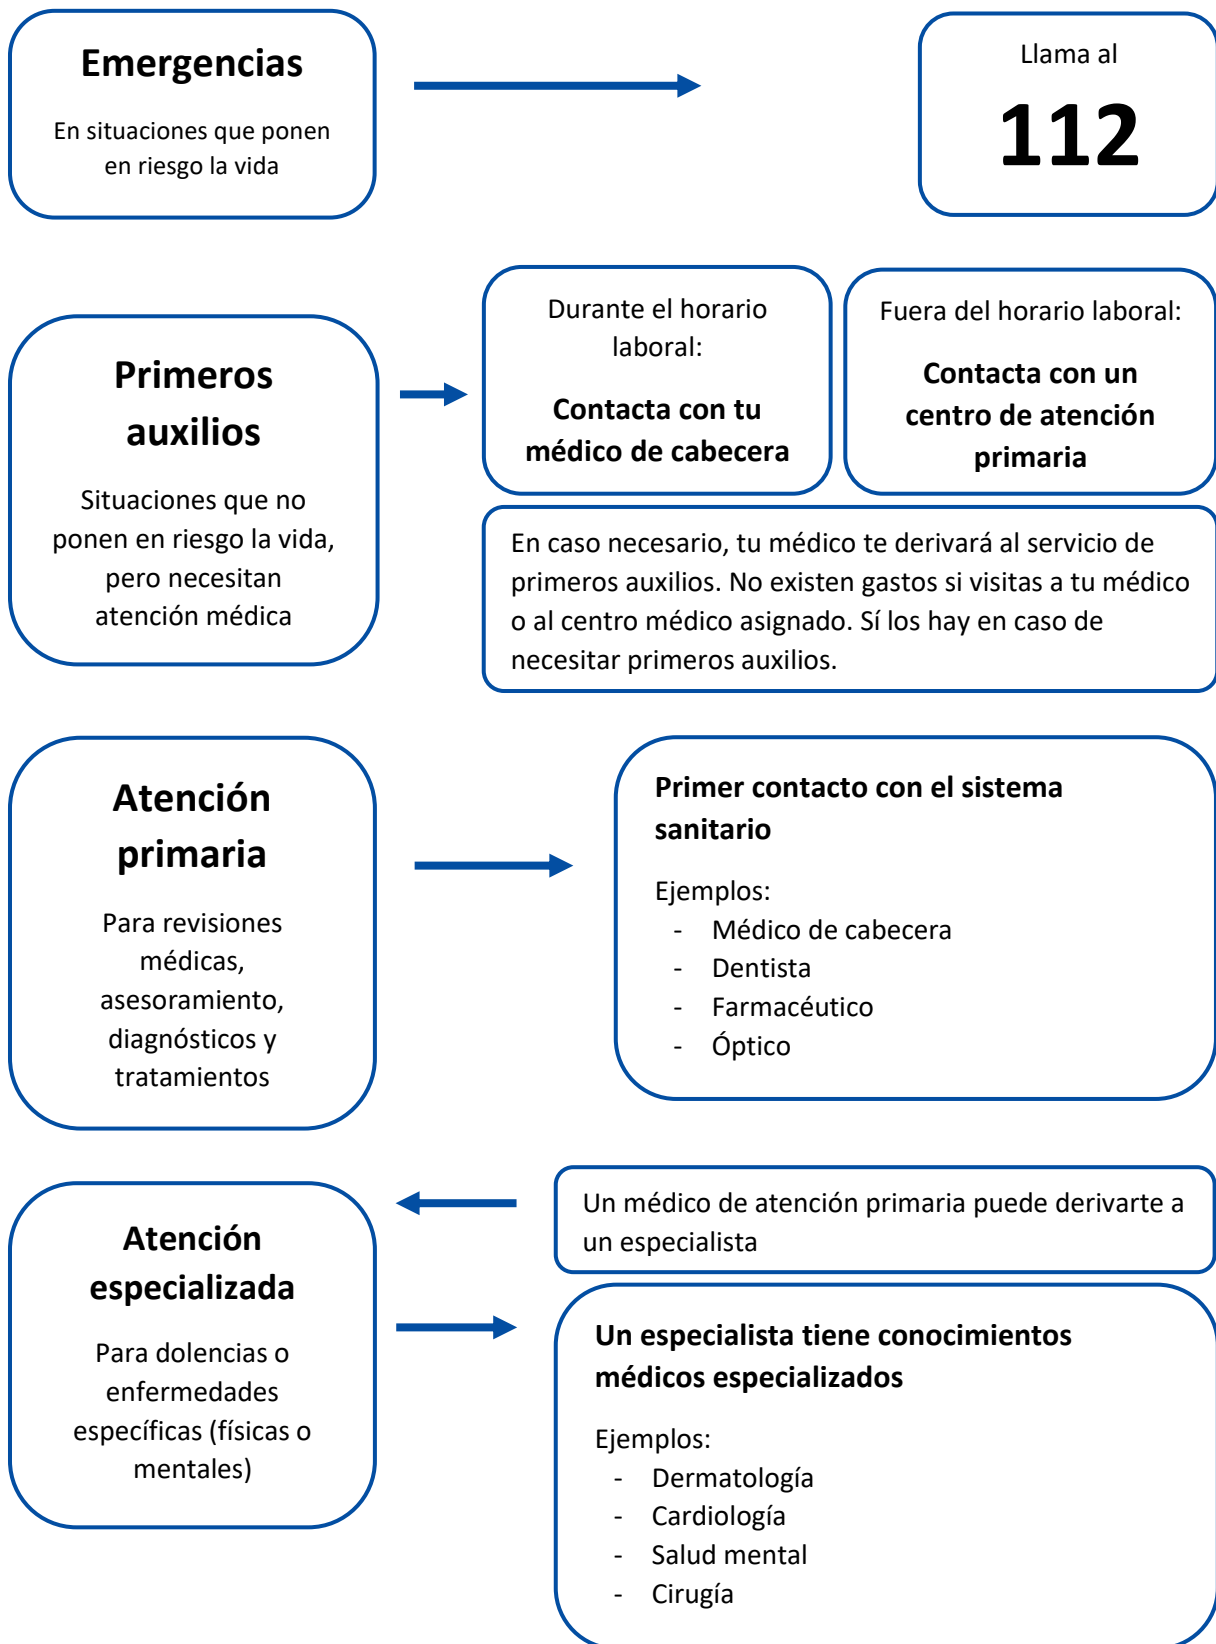 Emergencias
En situaciones que ponen
en riesgo la vida
Llama al
112
Primeros
auxilios
Situaciones que no
ponen en riesgo la vida,
pero necesitan
atención médica
Durante el horario
laboral:
Contacta con tu
médico de cabecera
Fuera del horario laboral:
Contacta con un
centro de atención
primaria
En caso necesario, tu médico te derivará al servicio de
primeros auxilios. No existen gastos si visitas a tu médico
o al centro médico asignado. Sí los hay en caso de
necesitar primeros auxilios.
Atención
primaria
Para revisiones
médicas,
asesoramiento,
diagnósticos y
tratamientos
Primer contacto con el sistema
sanitario
Ejemplos:
- Médico de cabecera
- Dentista
- Farmacéutico
- Óptico
Atención
especializada
Para dolencias o
enfermedades
específicas (físicas o
mentales)
Un médico de atención primaria puede derivarte a
un especialista
Un especialista tiene conocimientos
médicos especializados
Ejemplos:
- Dermatología
- Cardiología
- Salud mental
- Cirugía